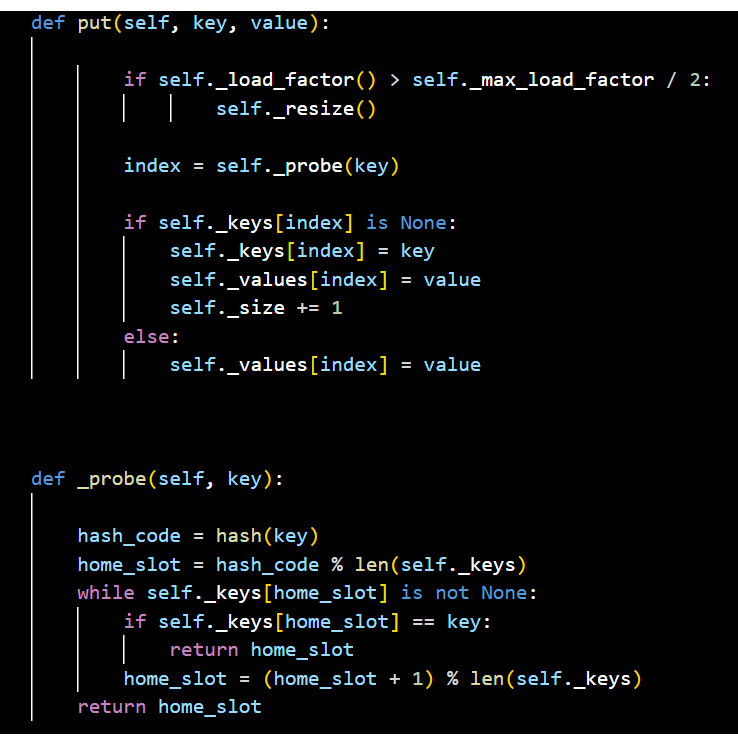 def put(self, key, value):
if self._load_factor() > self._max_load_factor / 2:
self._resize()
index = self._probe(key)
if self._keys[index] is None:
self._keys[index] = key
self._values[index] = value
self._size += 1
else:
self._values[index] = value
def _probe(self, key):
hash_code = hash(key)
home_slot = hash_code % len(self._keys)
while self._keys[home_slot] is not None:
if self._keys[home_slot] == key:
return home_slot
home_slot = (home_slot + 1) % len(self._keys)
return home_slot